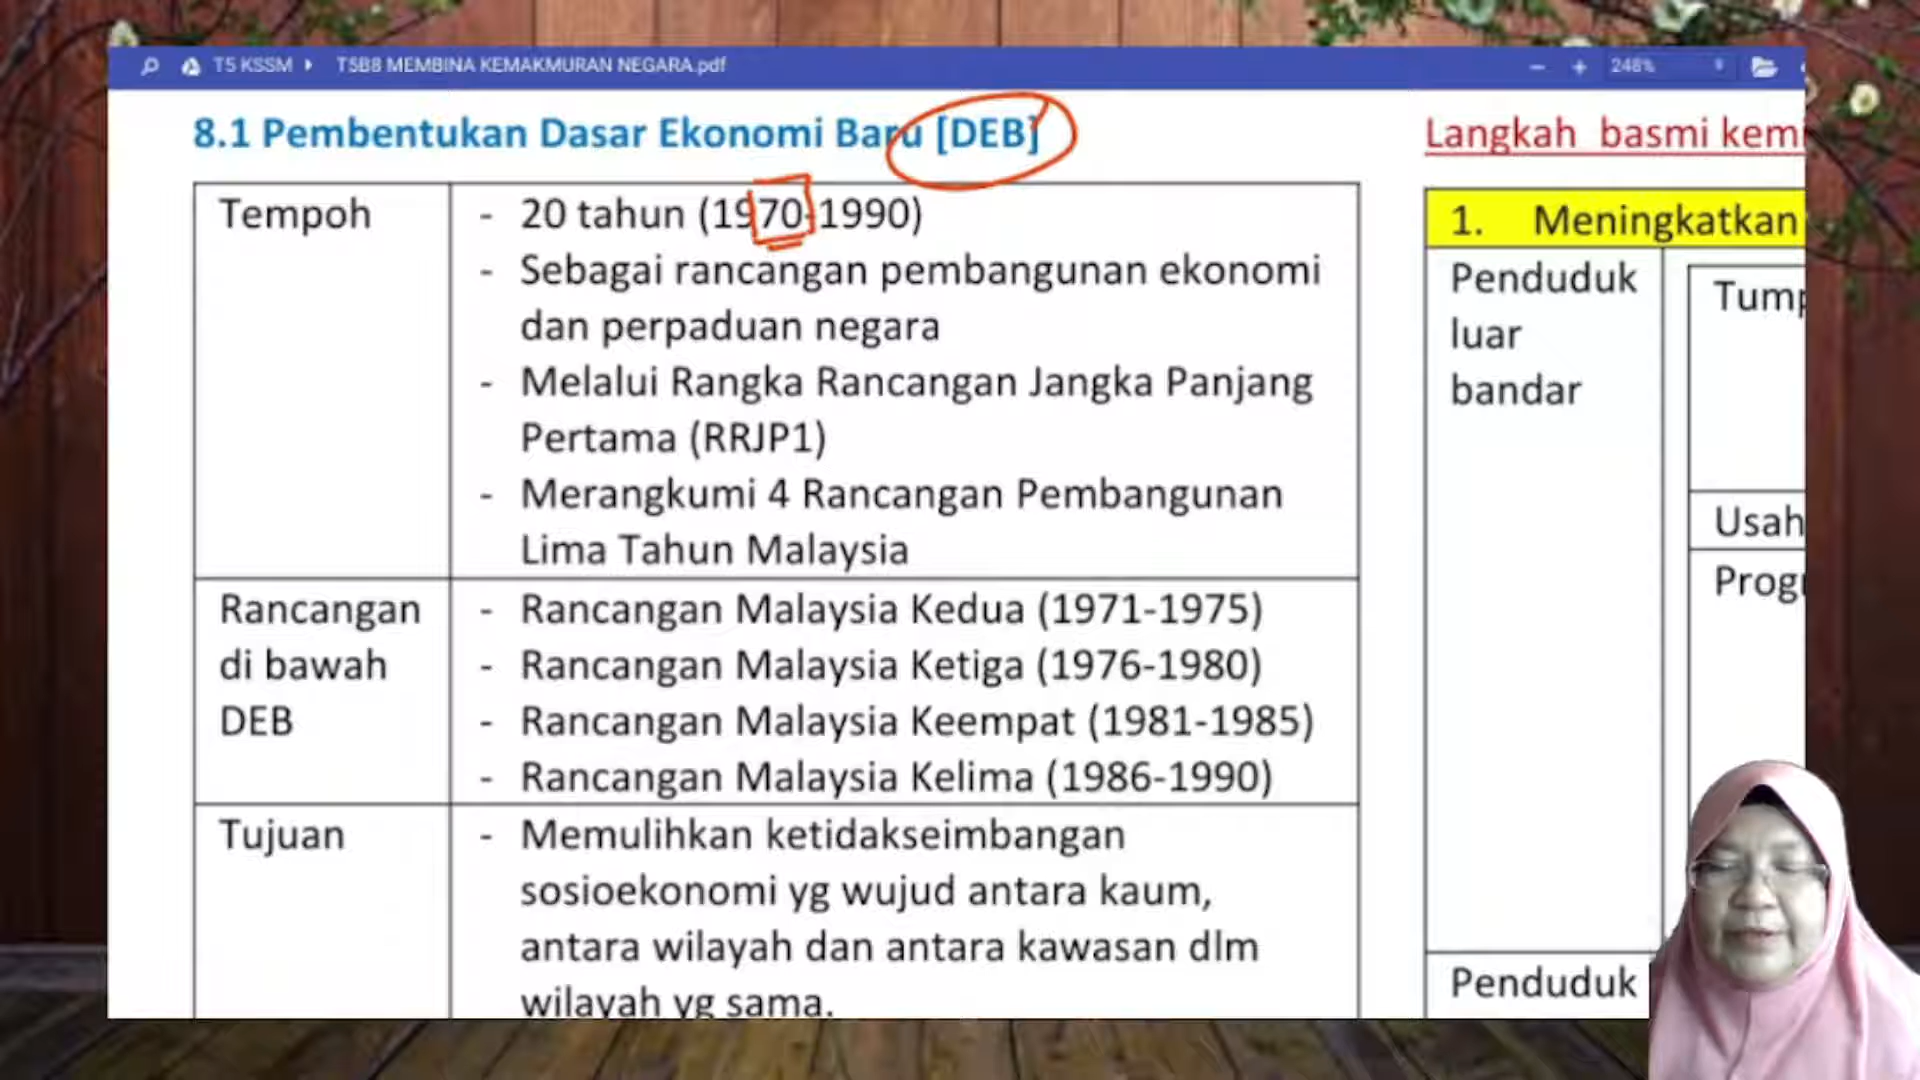 T5 KSSM
T5B8 MEMBINA KEMAKMURAN NEGARA.pdf
248%
8.1 Pembentukan Dasar Ekonomi Baru [DEB]
Tempoh
- 20 tahun (1970-1990)
- Sebagai rancangan pembangunan ekonomi
dan perpaduan negara
- Melalui Rangka Rancangan Jangka Panjang
Pertama (RRJP1)
- Merangkumi 4 Rancangan Pembangunan
Lima Tahun Malaysia
Rancangan
di bawah
DEB
- Rancangan Malaysia Kedua (1971-1975)
- Rancangan Malaysia Ketiga (1976-1980)
- Rancangan Malaysia Keempat (1981-1985)
- Rancangan Malaysia Kelima (1986-1990)
Tujuan
- Memulihkan ketidakseimbangan
sosioekonomi yg wujud antara kaum,
antara wilayah dan antara kawasan dlm
wilayah yg sama.
Langkah basmi kemi
1. Meningkatkan
Penduduk
luar
bandar
Tump
Usah
Progr
Penduduk